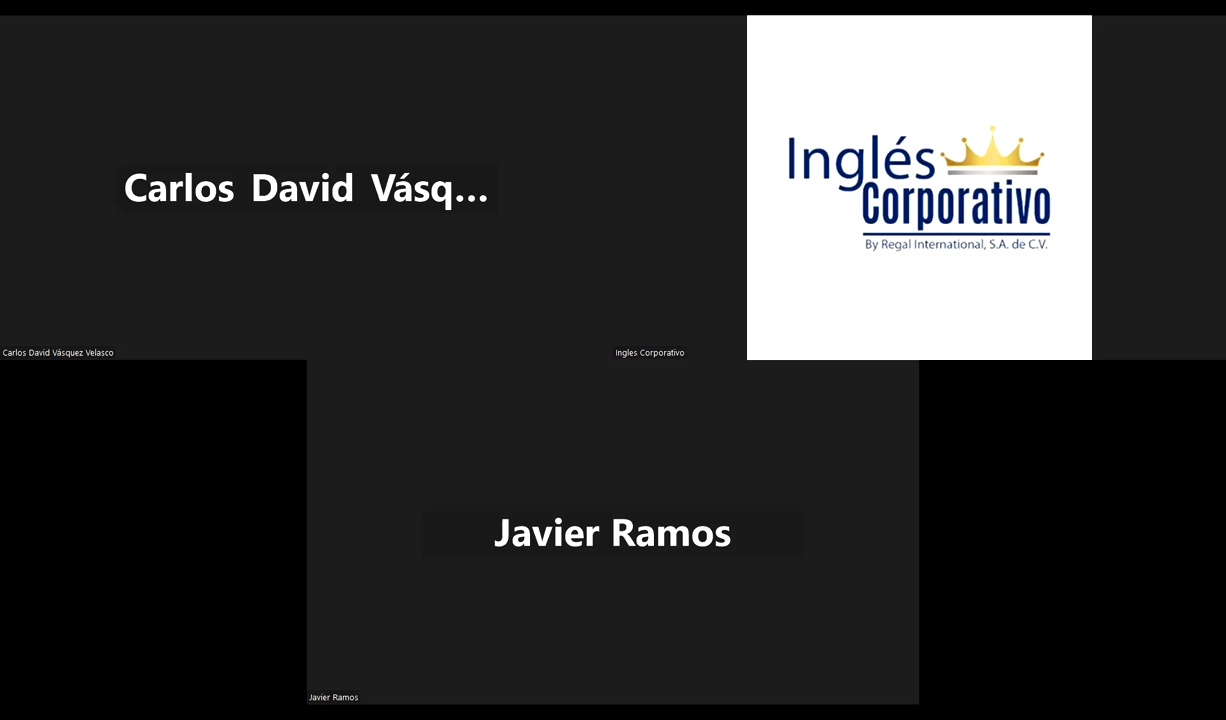 Carlos David Vásq...
Inglés
Corporativo
By Regal International, S.A. de C.V.
Carlos David Vásquez Velasco
Ingles Corporativo
Javier Ramos
Javier Ramos